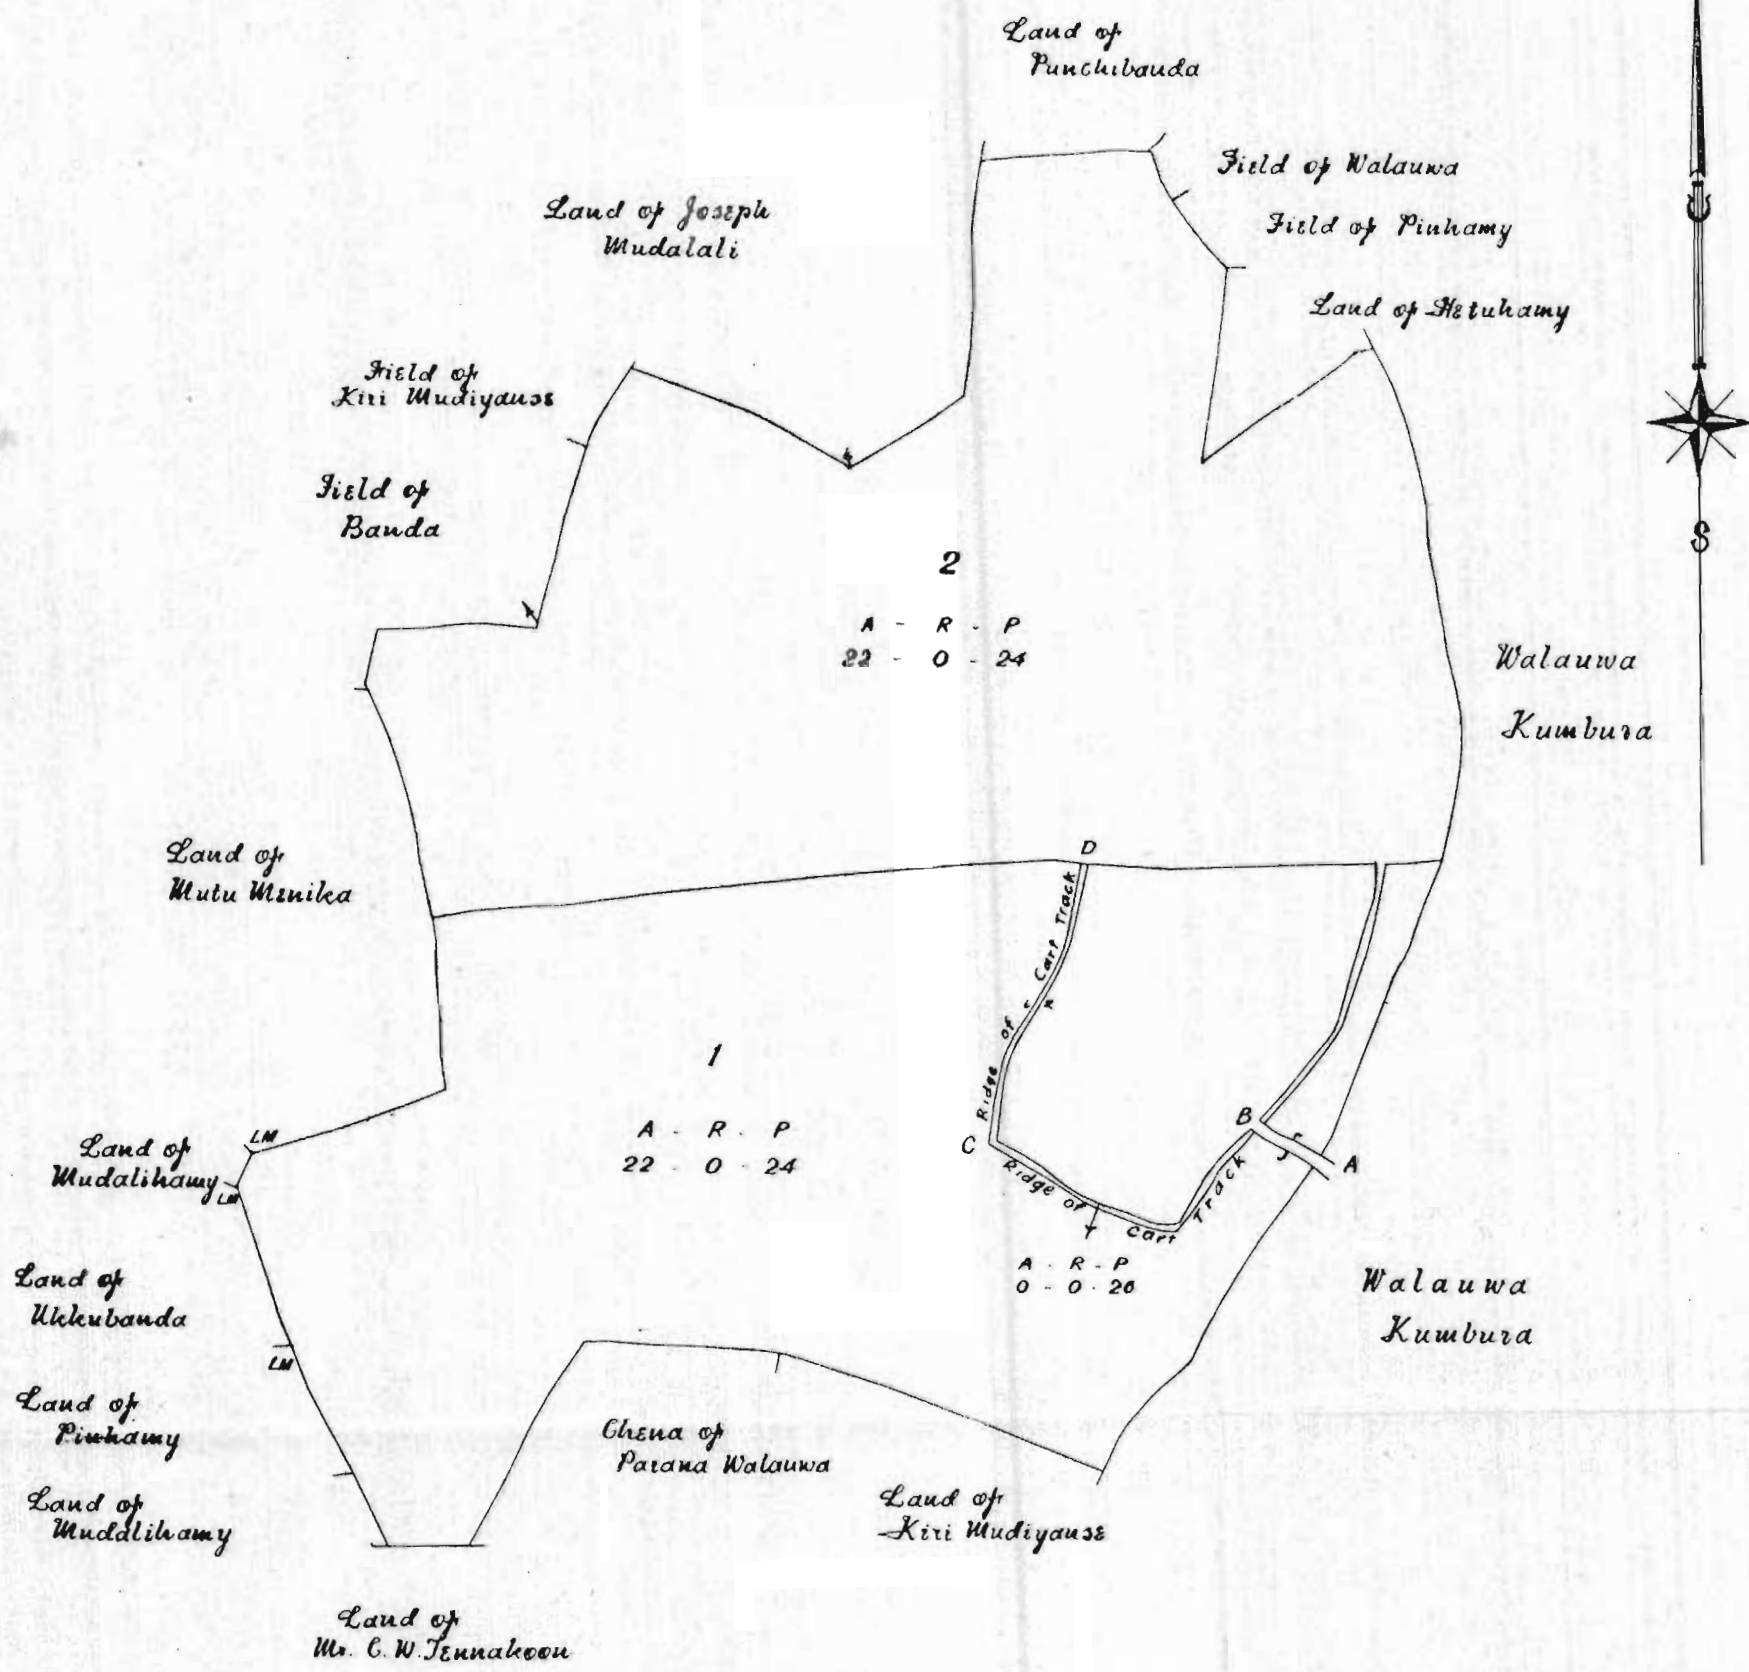 Land of
Punchibanda
Field of Walauwa
Land of Joseph
Mudalali
Field of Pinhamy
Land of Hetuhamy
Field of
Kiri Mudiyanse
Field of
Banda
S
2
A - R - P
22 - 0 - 24
Walauwa
Kumbura
Land of
Mutu Menika
D
Ridge of Cart Track
1
A - R - P
22 - 0 - 24
B
A
C
Ridge of Cart Track
LM
Land of
Mudalihamy
LM
A - R - P
0 - 0 - 26
Land of
Ukkubanda
LM
Walauwa
Kumbura
Land of
Pinhamy
Chena of
Parana Walauwa
Land of
Mudalihamy
Land of
Kiri Mudiyanse
Land of
Mr. C. W. Tennakoon